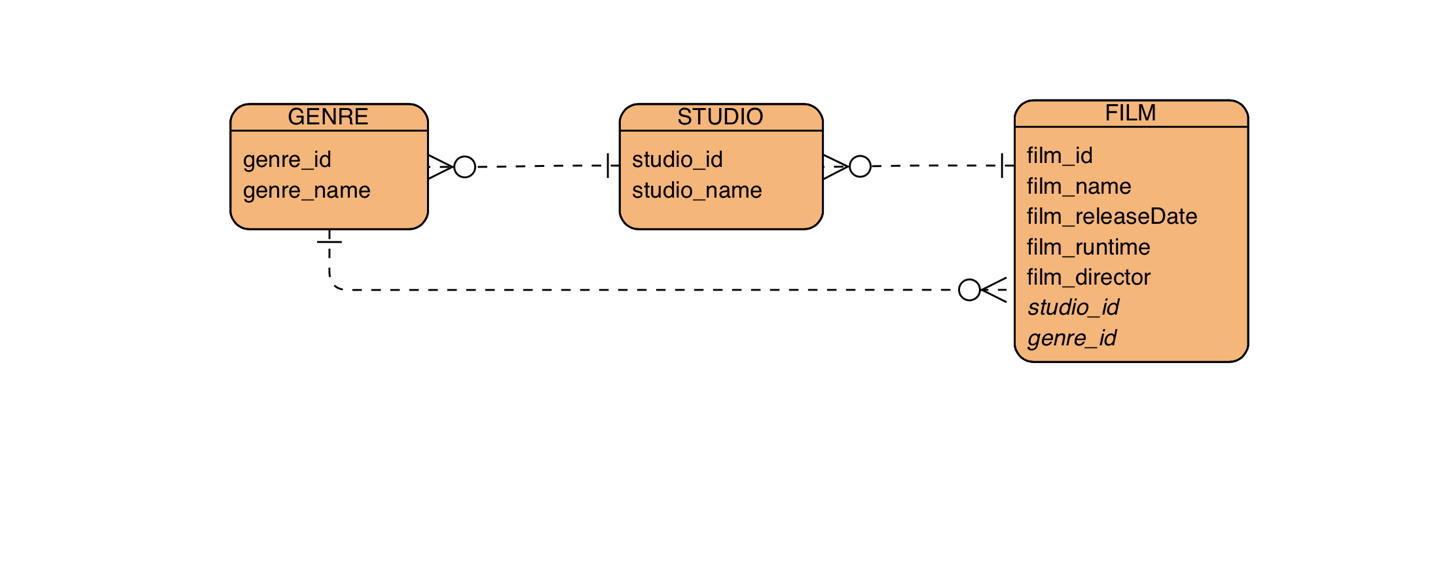 GENRE
genre_id
genre_name
STUDIO
studio_id
studio_name
FILM
film_id
film_name
film_releaseDate
film_runtime
film_director
studio_id
genre_id